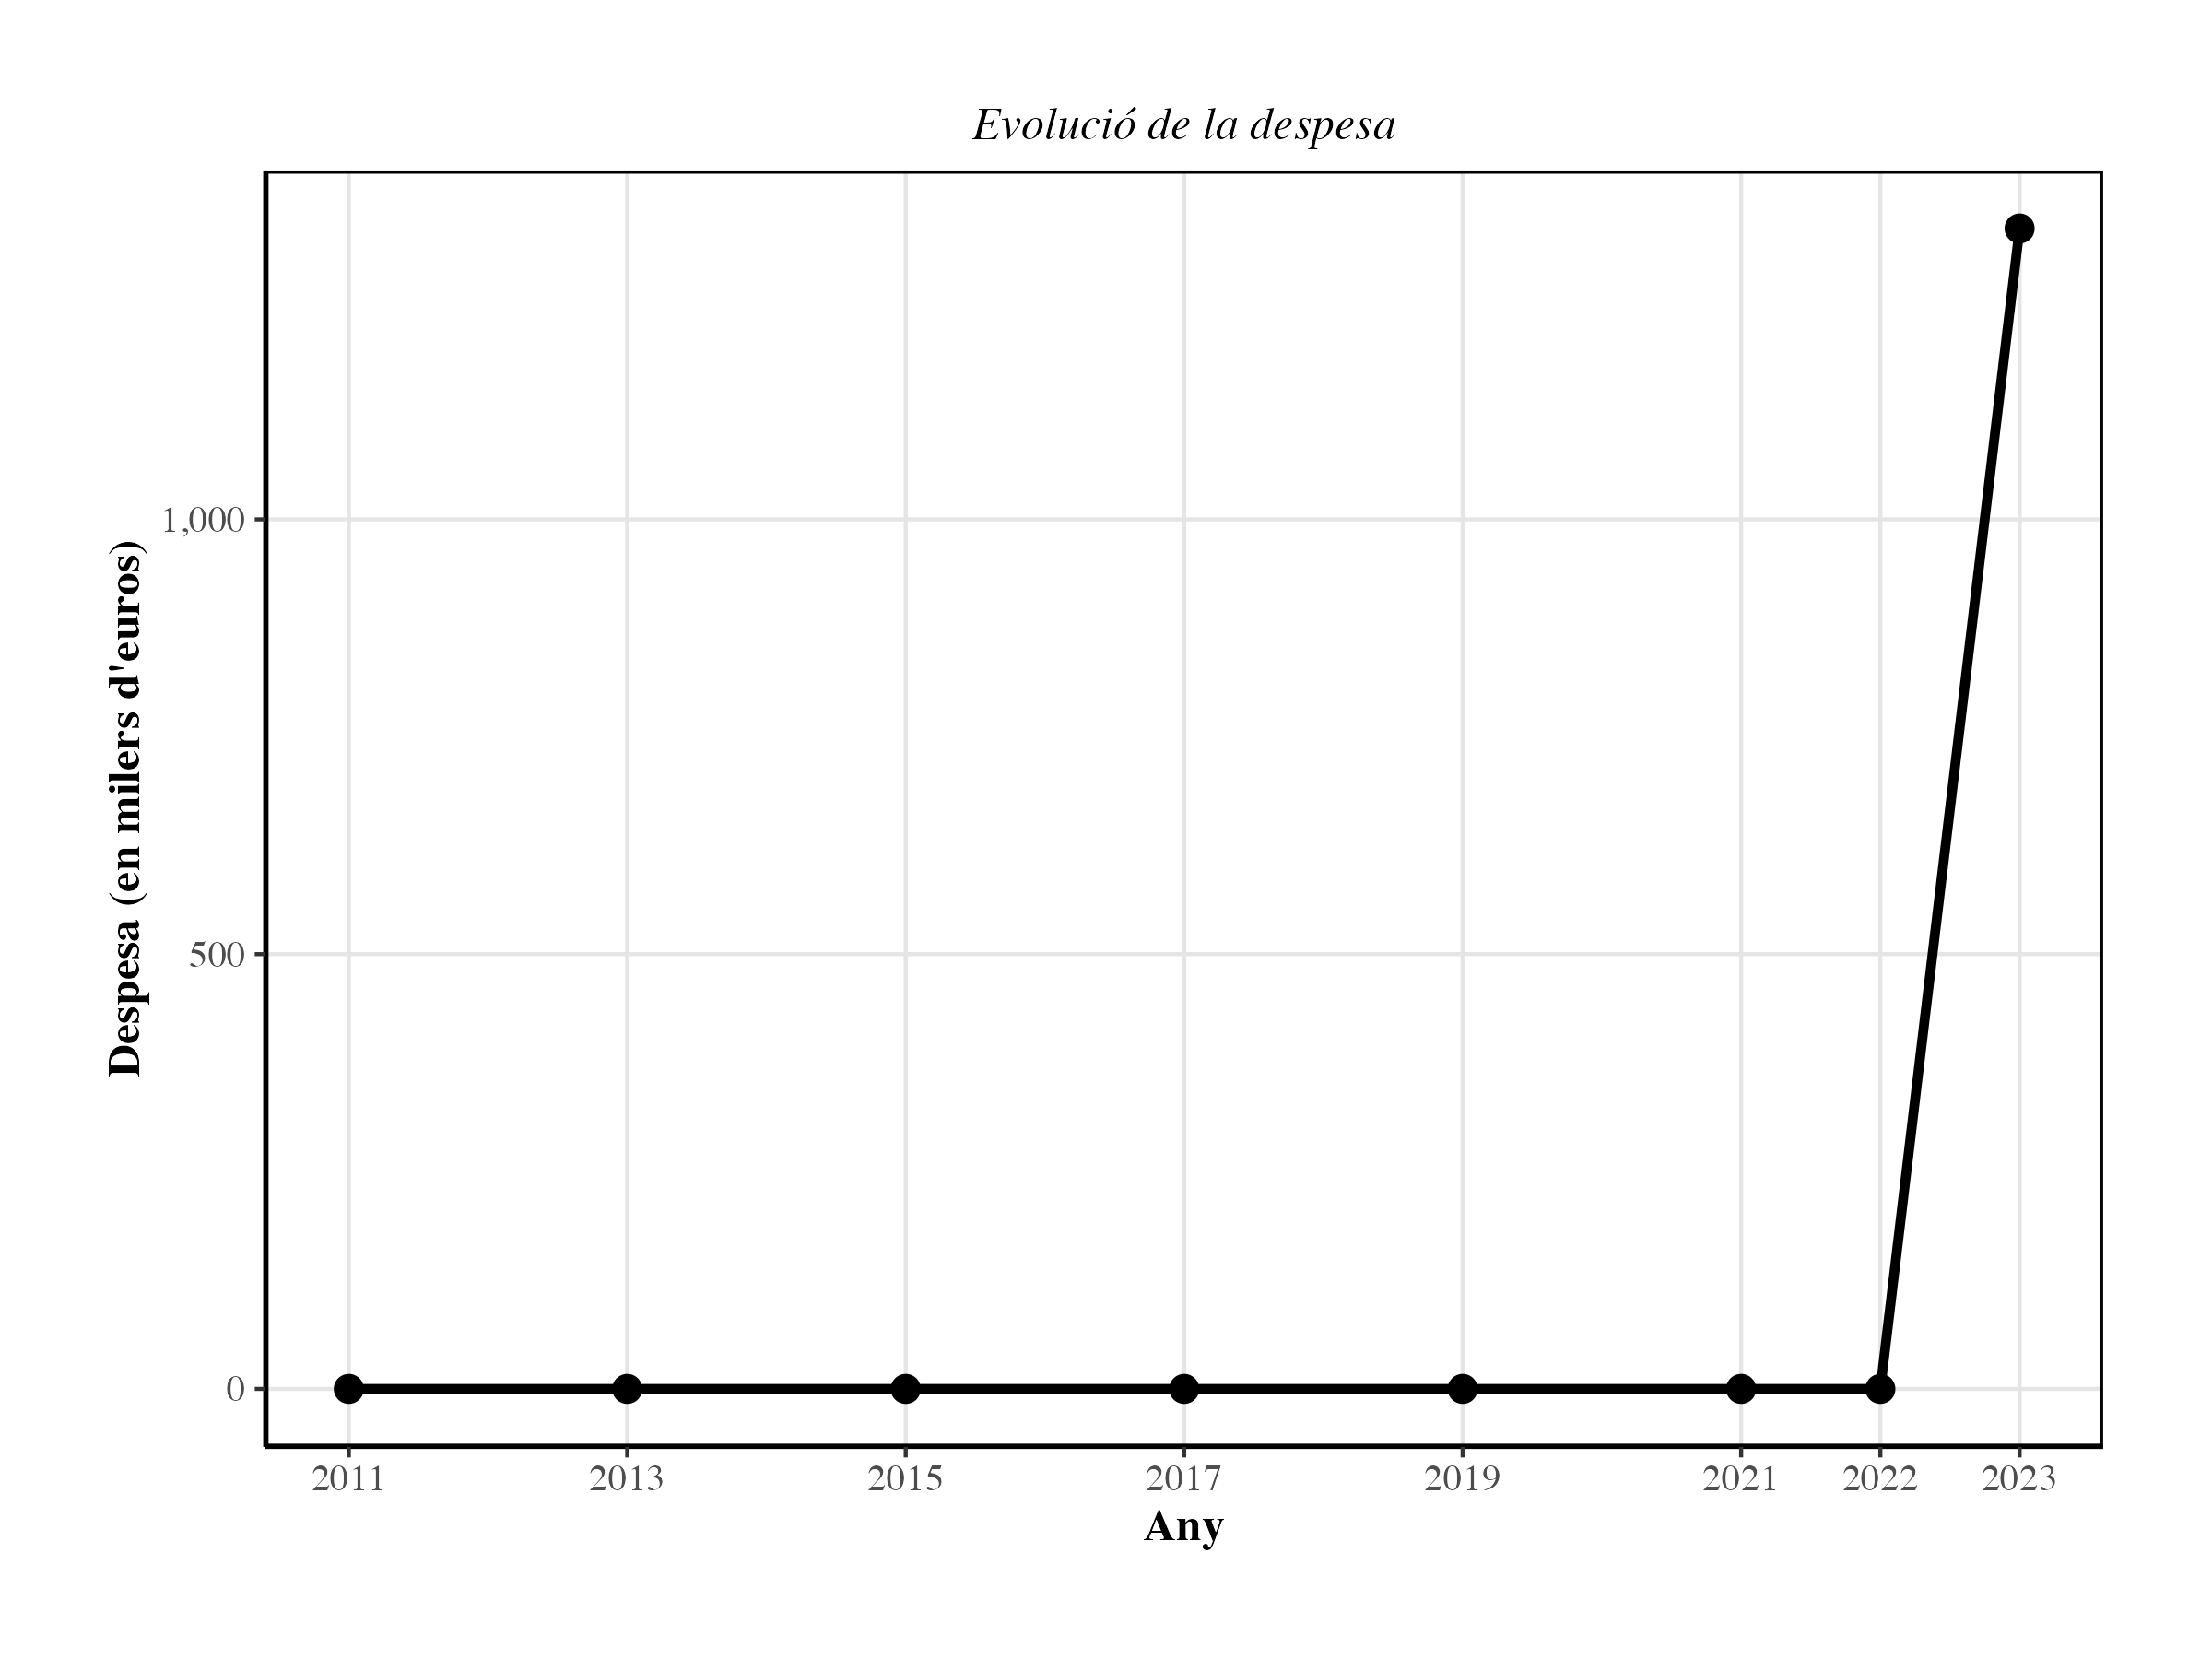 Evolució de la despesa
Despesa (en milers d'euros)
1,000
500
0
2011 2013 2015 2017 2019 2021 2022 2023
Any